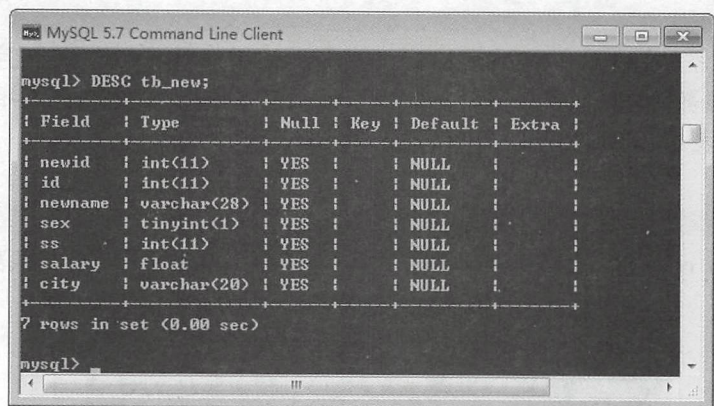 MySQL 5.7 Command Line Client
mysql> DESC tb_new;
+---------+-------------+------+-----+---------+-------+
| Field | Type | Null | Key | Default | Extra |
+---------+-------------+------+-----+---------+-------+
| newid | int(11) | YES | | NULL | |
| id | int(11) | YES | | NULL | |
| newname | varchar(28) | YES | | NULL | |
| sex | tinyint(1) | YES | | NULL | |
| ss | int(11) | YES | | NULL | |
| salary | float | YES | | NULL | |
| city | varchar(20) | YES | | NULL | |
+---------+-------------+------+-----+---------+-------+
7 rows in set (0.00 sec)
mysql> _